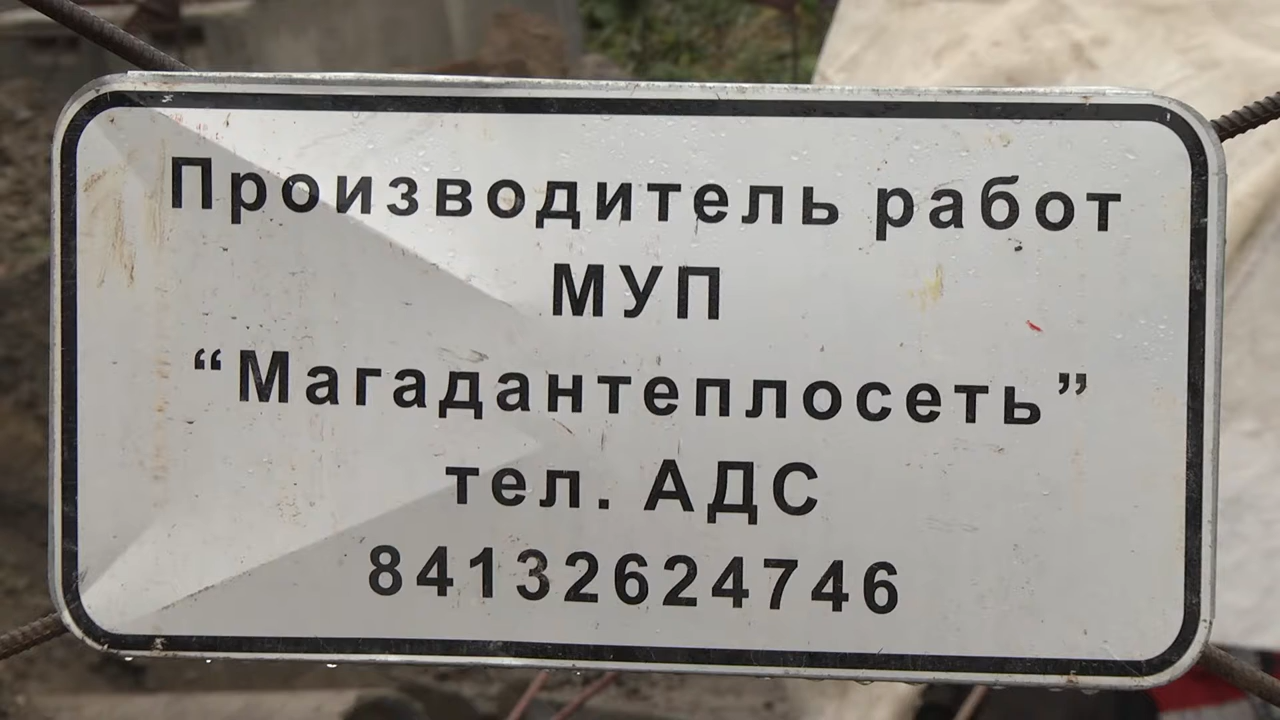 Производитель работ
МУП
“Магадантеплосеть”
тел. АДС
84132624746